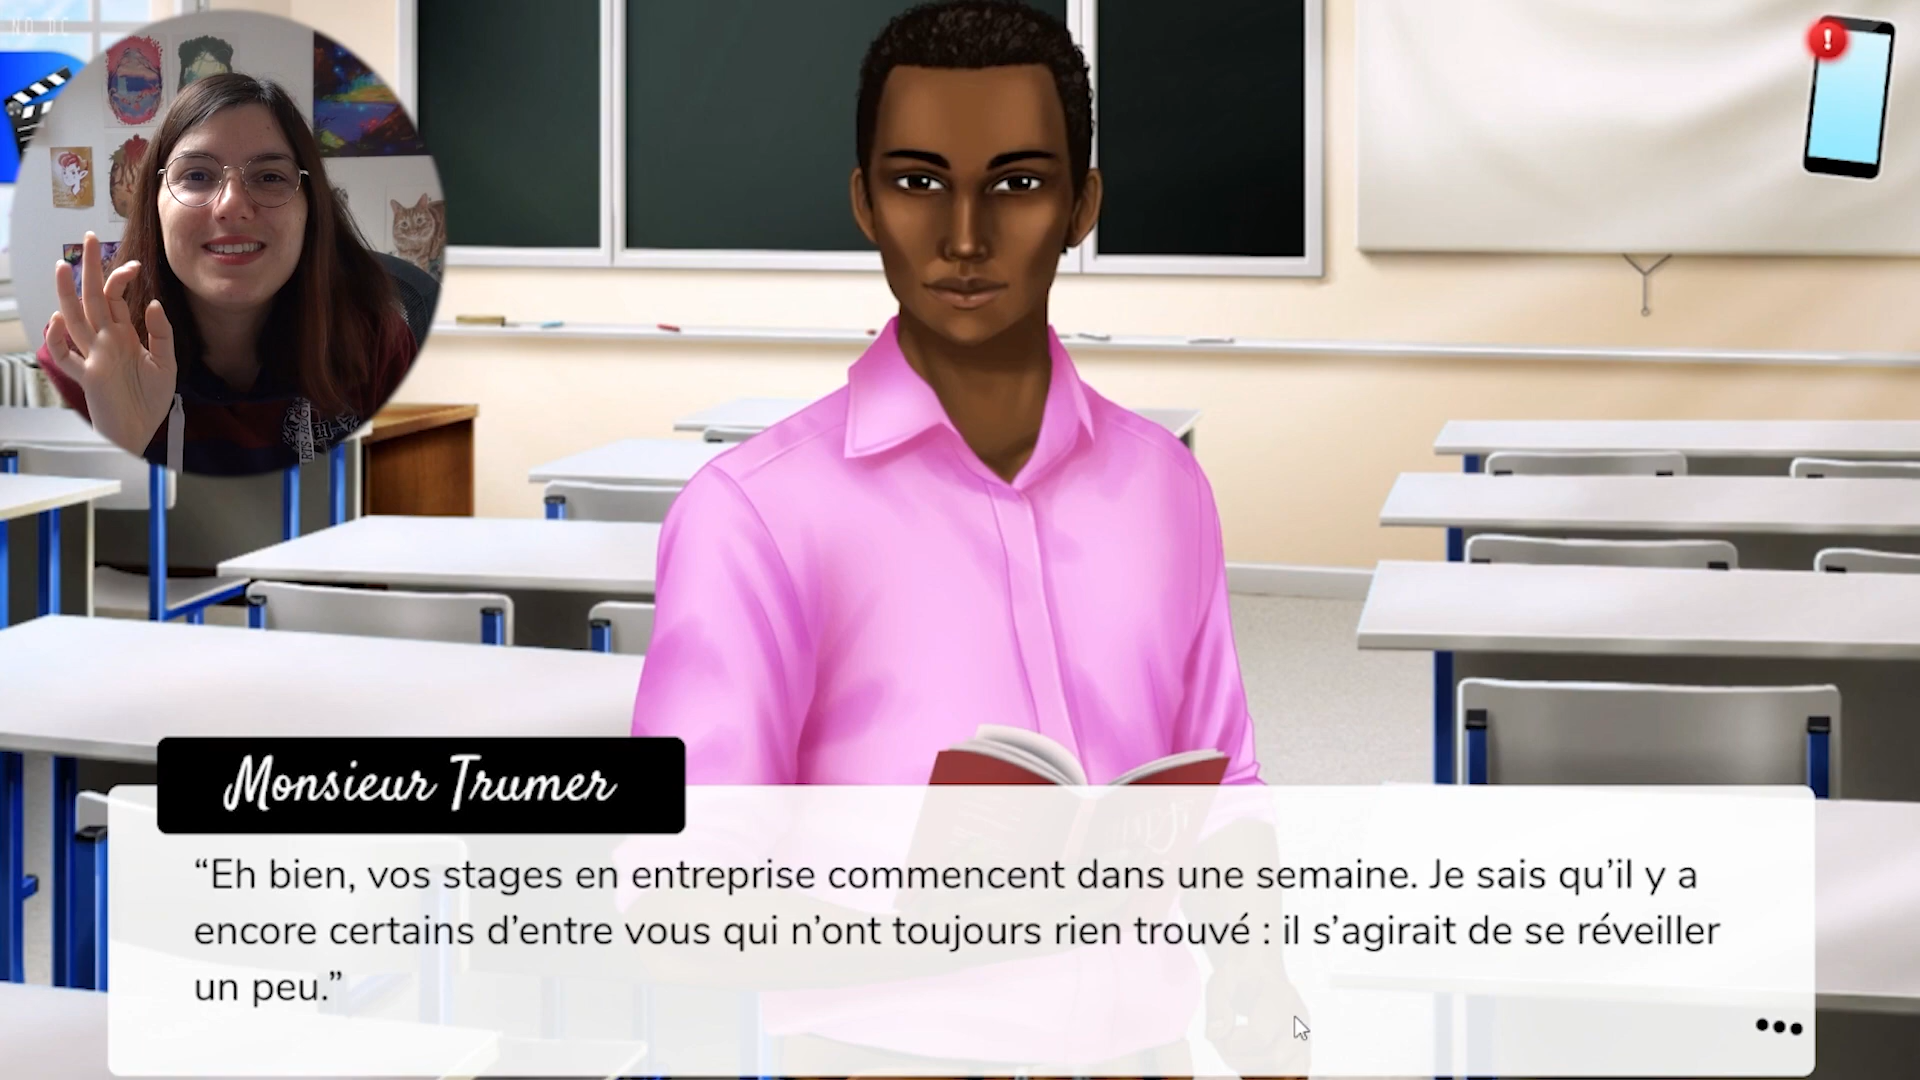 Monsieur Trumer
“Eh bien, vos stages en entreprise commencent dans une semaine. Je sais qu’il y a
encore certains d’entre vous qui n’ont toujours rien trouvé : il s’agirait de se réveiller
un peu.”